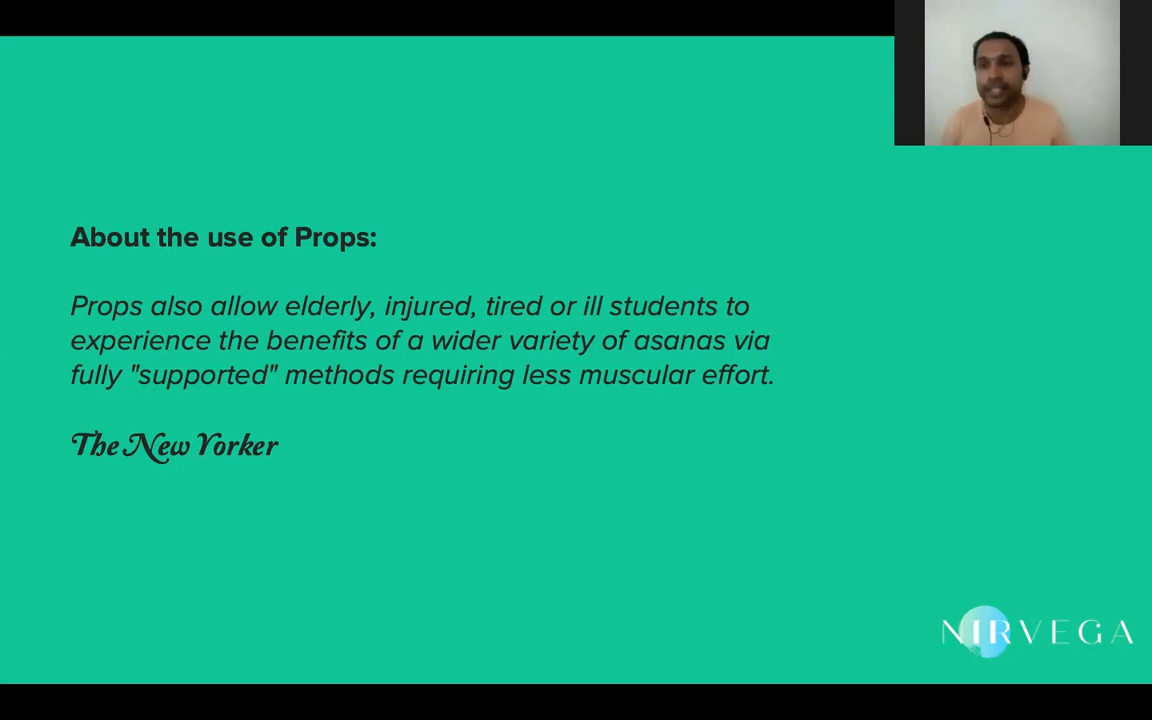 About the use of Props:
Props also allow elderly, injured, tired or ill students to
experience the benefits of a wider variety of asanas via
fully "supported" methods requiring less muscular effort.
The New Yorker
NIRVEGA